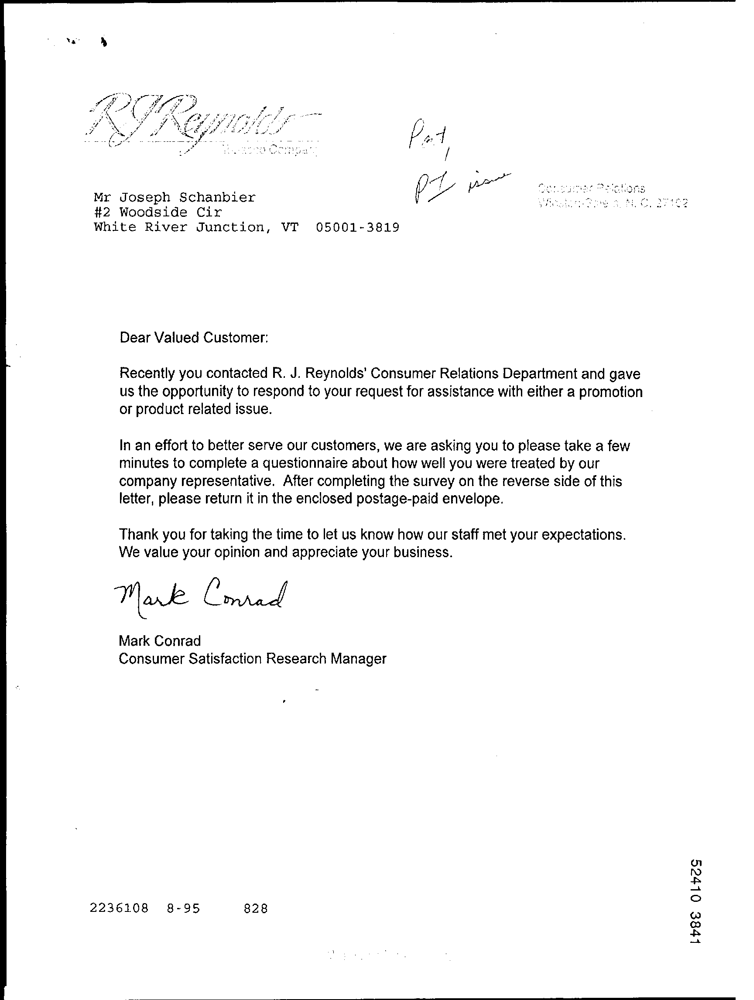 RJReynolds
Tobacco Company
Pat,
PI issue
Consumer Relations
Winston-Salem, N. C. 27102
Mr Joseph Schanbier
#2 Woodside Cir
White River Junction, VT 05001-3819
Dear Valued Customer:
Recently you contacted R. J. Reynolds' Consumer Relations Department and gave
us the opportunity to respond to your request for assistance with either a promotion
or product related issue.
In an effort to better serve our customers, we are asking you to please take a few
minutes to complete a questionnaire about how well you were treated by our
company representative. After completing the survey on the reverse side of this
letter, please return it in the enclosed postage-paid envelope.
Thank you for taking the time to let us know how our staff met your expectations.
We value your opinion and appreciate your business.
Mark Conrad
Mark Conrad
Consumer Satisfaction Research Manager
2236108 8-95 828
52410 3841